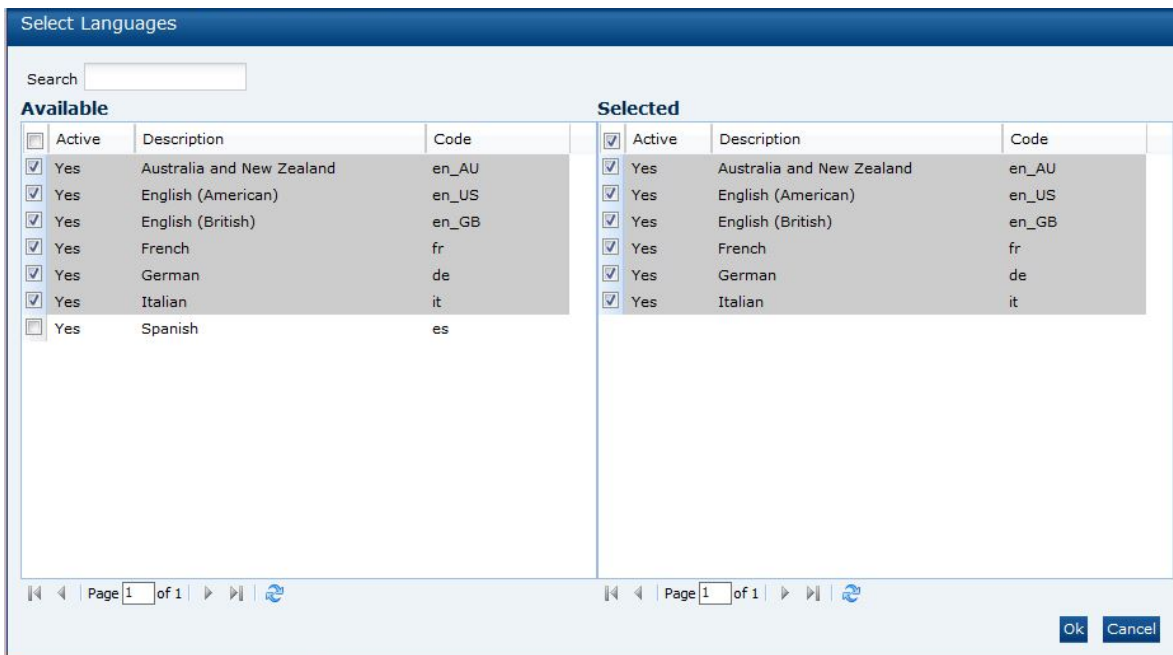 Select Languages
Search
Available
Active Description Code
Yes Australia and New Zealand en_AU
Yes English (American) en_US
Yes English (British) en_GB
Yes French fr
Yes German de
Yes Italian it
Yes Spanish es
Page 1 of 1
Selected
Active Description Code
Yes Australia and New Zealand en_AU
Yes English (American) en_US
Yes English (British) en_GB
Yes French fr
Yes German de
Yes Italian it
Page 1 of 1
Ok Cancel